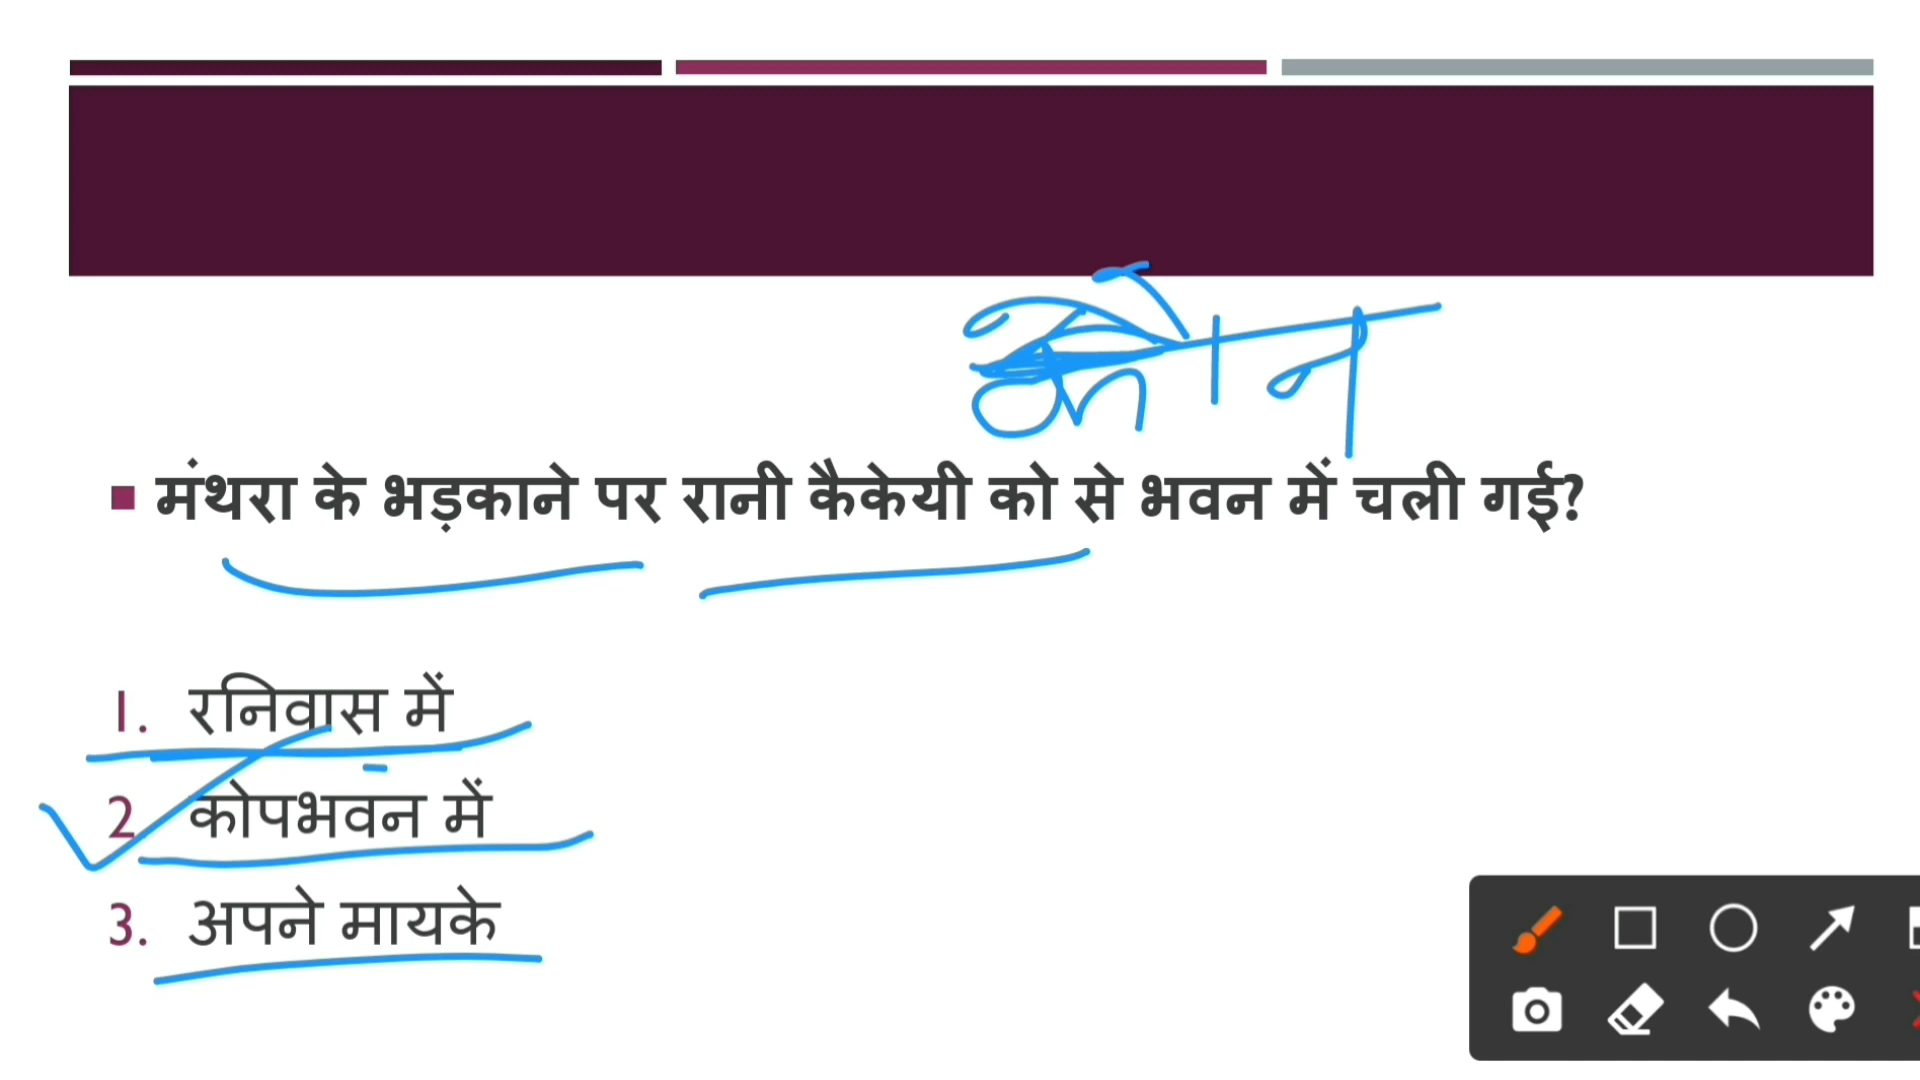 कौन
मंथरा के भड़काने पर रानी कैकेयी को से भवन में चली गई?
1. रनिवास में
2 कोपभवन में
3. अपने मायके